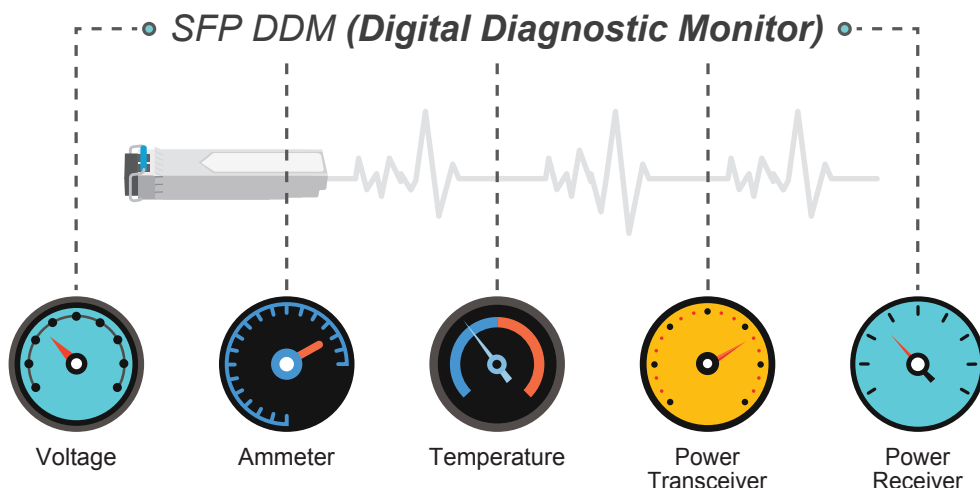 SFP DDM (Digital Diagnostic Monitor)
Voltage
Ammeter
Temperature
Power
Transceiver
Power
Receiver